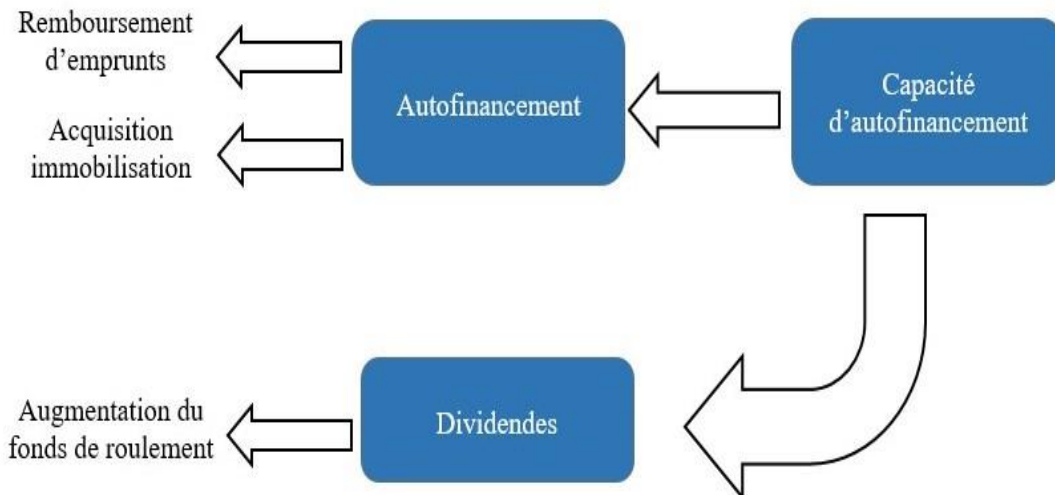 Remboursement
d’emprunts
Acquisition
immobilisation
Autofinancement
Capacité
d’autofinancement
Augmentation du
fonds de roulement
Dividendes